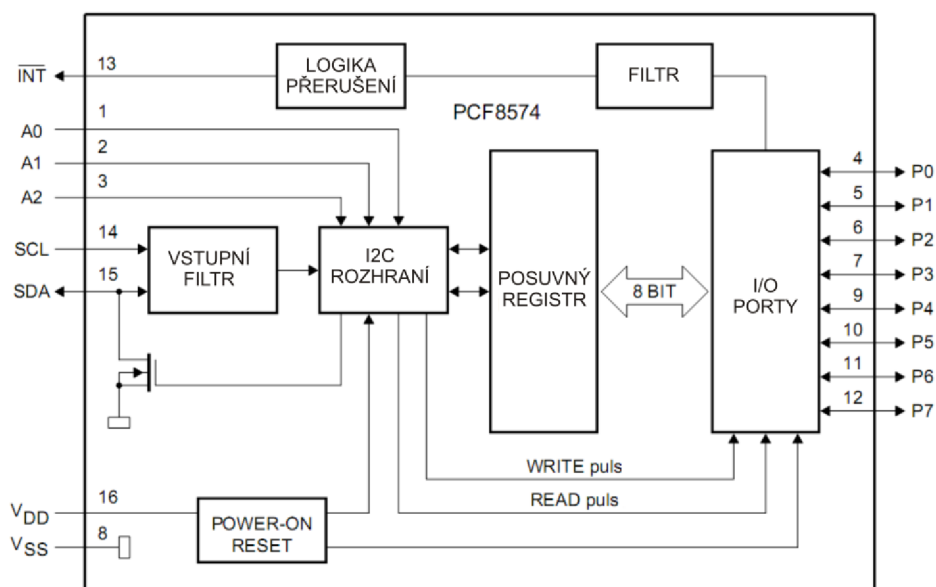 INT
13
LOGIKA
PŘERUŠENÍ
FILTR
PCF8574
A0
1
A1
2
A2
3
SCL
14
SDA
15
VSTUPNÍ
FILTR
I2C
ROZHRANÍ
POSUVNÝ
REGISTR
8 BIT
I/O
PORTY
4
P0
5
P1
6
P2
7
P3
9
P4
10
P5
11
P6
12
P7
WRITE puls
READ puls
VDD
16
VSS
8
POWER-ON
RESET